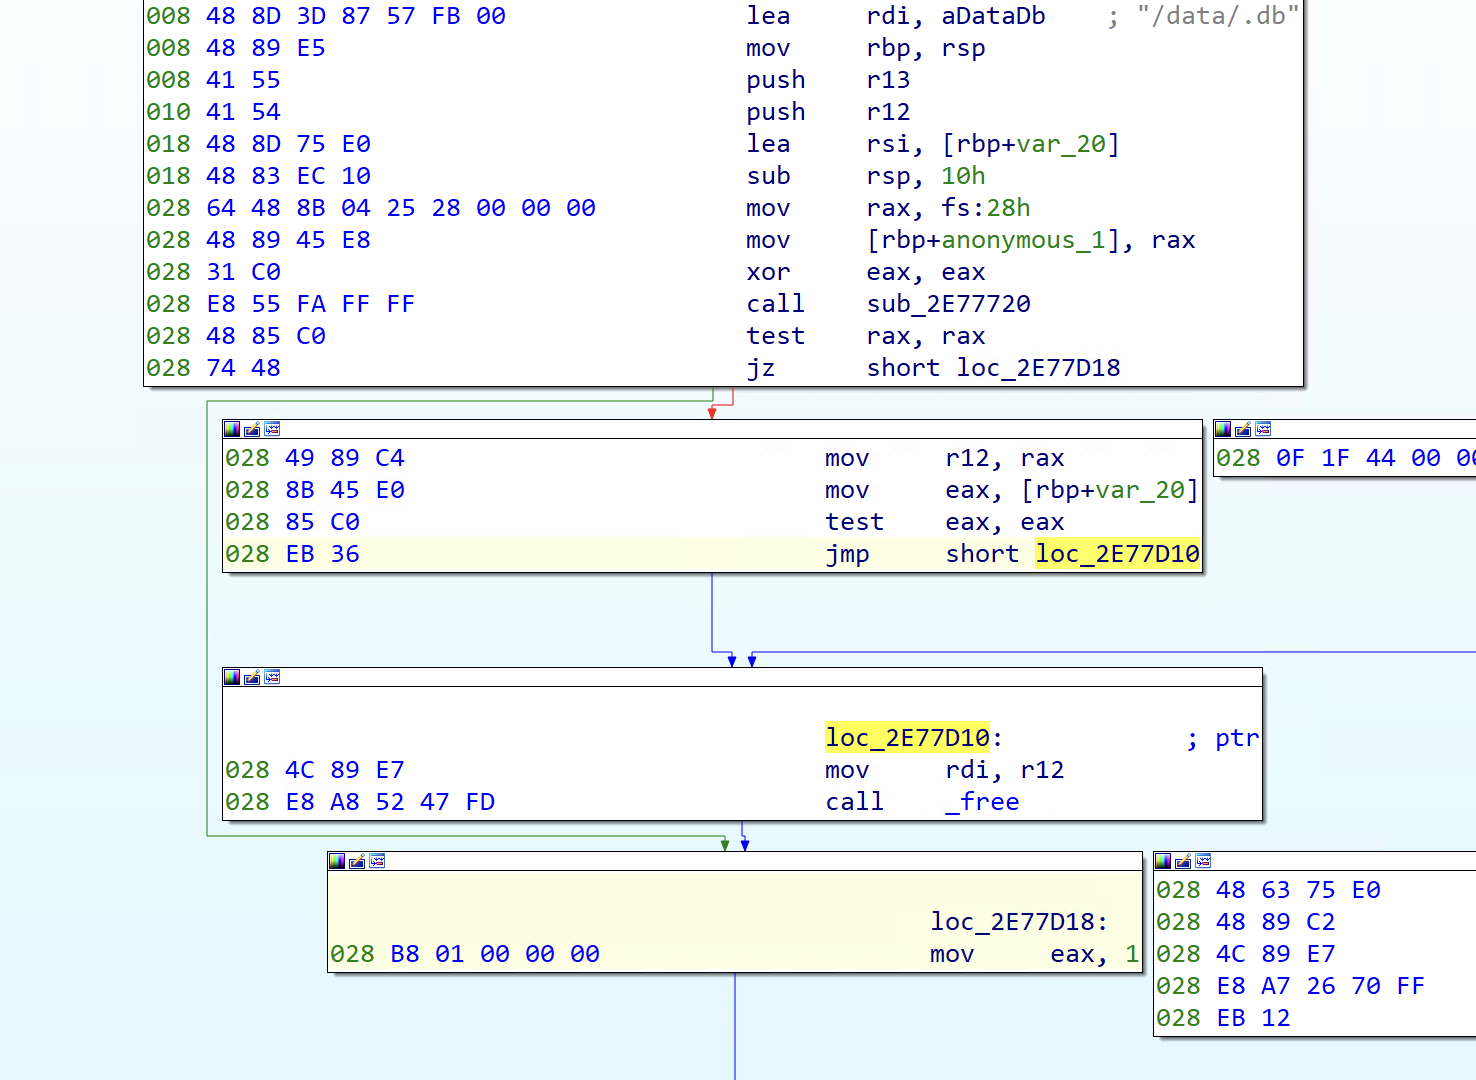 008 48 8D 3D 87 57 FB 00 lea rdi, aDataDb ; "/data/.db"
008 48 89 E5 mov rbp, rsp
008 41 55 push r13
010 41 54 push r12
018 48 8D 75 E0 lea rsi, [rbp+var_20]
018 48 83 EC 10 sub rsp, 10h
028 64 48 8B 04 25 28 00 00 00 mov rax, fs:28h
028 48 89 45 E8 mov [rbp+anonymous_1], rax
028 31 C0 xor eax, eax
028 E8 55 FA FF FF call sub_2E77720
028 48 85 C0 test rax, rax
028 74 48 jz short loc_2E77D18
028 49 89 C4 mov r12, rax
028 8B 45 E0 mov eax, [rbp+var_20]
028 85 C0 test eax, eax
028 EB 36 jmp short loc_2E77D10
028 0F 1F 44 00
loc_2E77D10: ; ptr
028 4C 89 E7 mov rdi, r12
028 E8 A8 52 47 FD call _free
loc_2E77D18:
028 B8 01 00 00 00 mov eax, 1
028 48 63 75 E0
028 48 89 C2
028 4C 89 E7
028 E8 A7 26 70 FF
028 EB 12